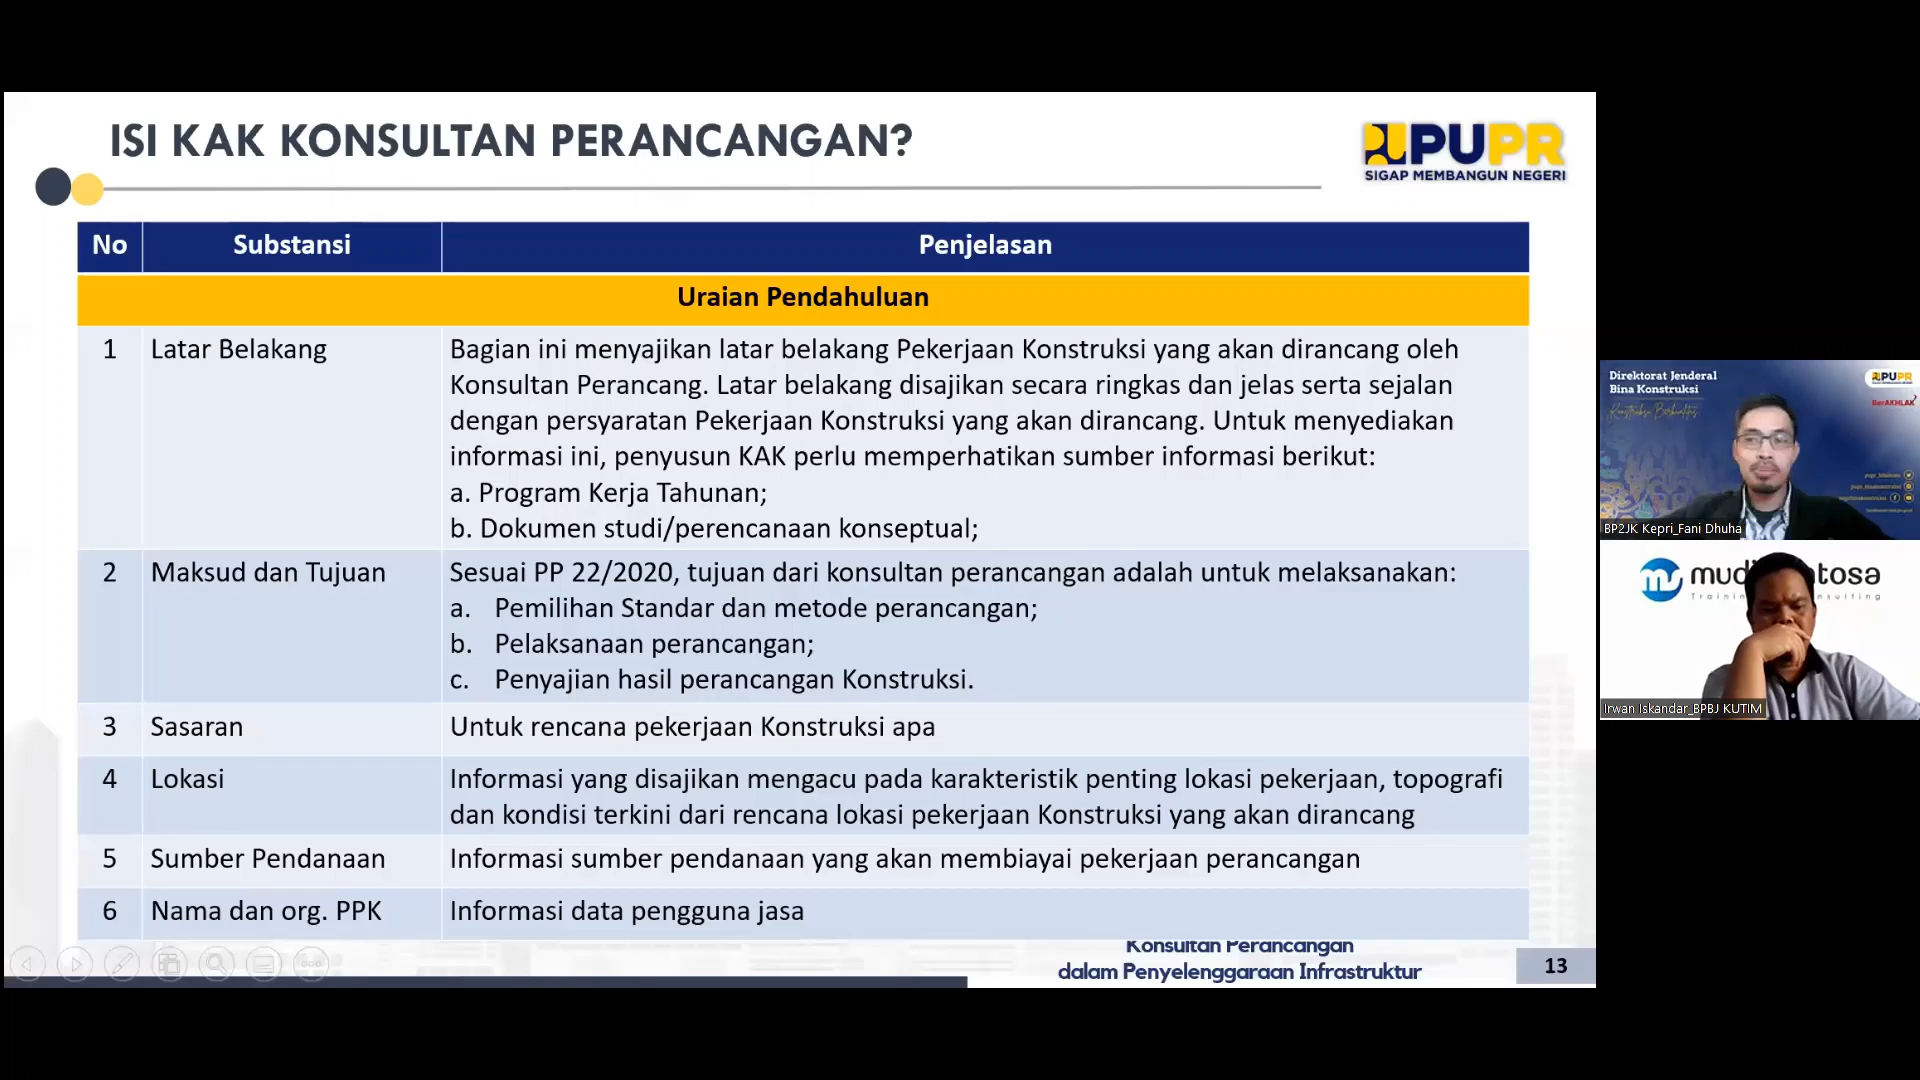 ISI KAK KONSULTAN PERANCANGAN?
PUPR
SIGAP MEMBANGUN NEGERI
No Substansi Penjelasan
Uraian Pendahuluan
1 Latar Belakang Bagian ini menyajikan latar belakang Pekerjaan Konstruksi yang akan dirancang oleh
Konsultan Perancang. Latar belakang disajikan secara ringkas dan jelas serta sejalan
dengan persyaratan Pekerjaan Konstruksi yang akan dirancang. Untuk menyediakan
informasi ini, penyusun KAK perlu memperhatikan sumber informasi berikut:
a. Program Kerja Tahunan;
b. Dokumen studi/perencanaan konseptual;
2 Maksud dan Tujuan Sesuai PP 22/2020, tujuan dari konsultan perancangan adalah untuk melaksanakan:
a. Pemilihan Standar dan metode perancangan;
b. Pelaksanaan perancangan;
c. Penyajian hasil perancangan Konstruksi.
3 Sasaran Untuk rencana pekerjaan Konstruksi apa
4 Lokasi Informasi yang disajikan mengacu pada karakteristik penting lokasi pekerjaan, topografi
dan kondisi terkini dari rencana lokasi pekerjaan Konstruksi yang akan dirancang
5 Sumber Pendanaan Informasi sumber pendanaan yang akan membiayai pekerjaan perancangan
6 Nama dan org. PPK Informasi data pengguna jasa
Konsultan Perancangan
dalam Penyelenggaraan Infrastruktur
13
Direktorat Jenderal
Bina Konstruksi
PUPR
BerAKHLAK
BP2JK Kepri_Fani Dhuha
Irwan Iskandar_BPBJ KUTIM